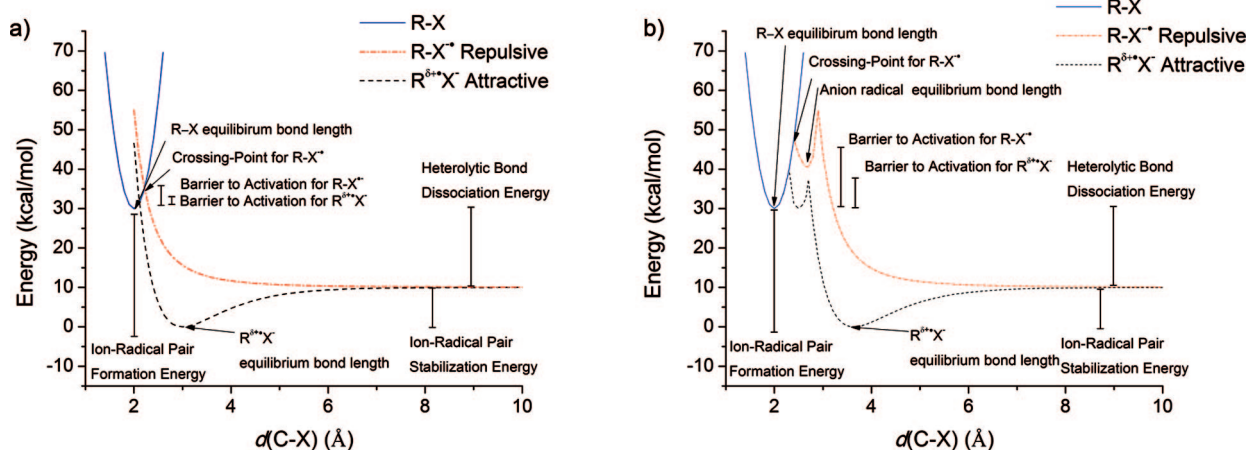 a)
R-X
R-X⁻• Repulsive
R^δ+•X⁻ Attractive
Energy (kcal/mol)
70
60
50
40
30
20
10
0
-10
R–X equilibirum bond length
Crossing-Point for R-X⁻•
Barrier to Activation for R-X⁻•
Barrier to Activation for R^δ+•X⁻
Heterolytic Bond
Dissociation Energy
Ion-Radical Pair
Formation Energy
R^δ+•X⁻
equilibrium bond length
Ion-Radical Pair
Stabilization Energy
2
4
6
8
10
d(C-X) (Å)
b)
R-X
R-X⁻• Repulsive
R^δ+•X⁻ Attractive
Energy (kcal/mol)
70
60
50
40
30
20
10
0
-10
R–X equilibirum bond length
Crossing-Point for R-X⁻•
Anion radical equilibrium bond length
Barrier to Activation for R-X⁻•
Barrier to Activation for R^δ+•X⁻
Heterolytic Bond
Dissociation Energy
Ion-Radical Pair
Formation Energy
R^δ+•X⁻
equilibrium bond length
Ion-Radical Pair
Stabilization Energy
2
4
6
8
10
d(C-X) (Å)